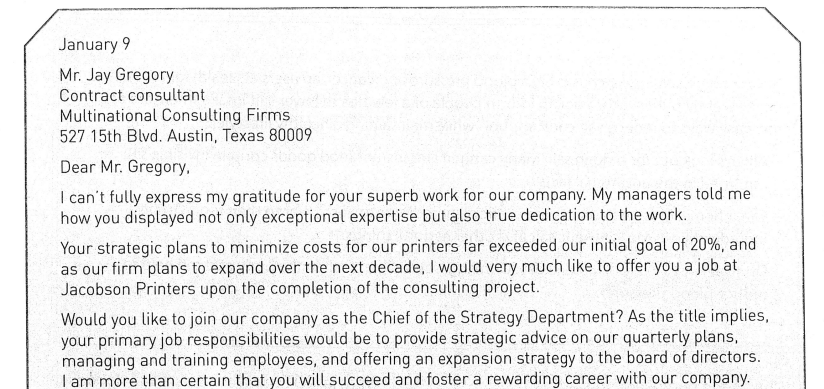 January 9
Mr. Jay Gregory
Contract consultant
Multinational Consulting Firms
527 15th Blvd. Austin, Texas 80009
Dear Mr. Gregory,
I can't fully express my gratitude for your superb work for our company. My managers told me
how you displayed not only exceptional expertise but also true dedication to the work.
Your strategic plans to minimize costs for our printers far exceeded our initial goal of 20%, and
as our firm plans to expand over the next decade, I would very much like to offer you a job at
Jacobson Printers upon the completion of the consulting project.
Would you like to join our company as the Chief of the Strategy Department? As the title implies,
your primary job responsibilities would be to provide strategic advice on our quarterly plans,
managing and training employees, and offering an expansion strategy to the board of directors.
I am more than certain that you will succeed and foster a rewarding career with our company.